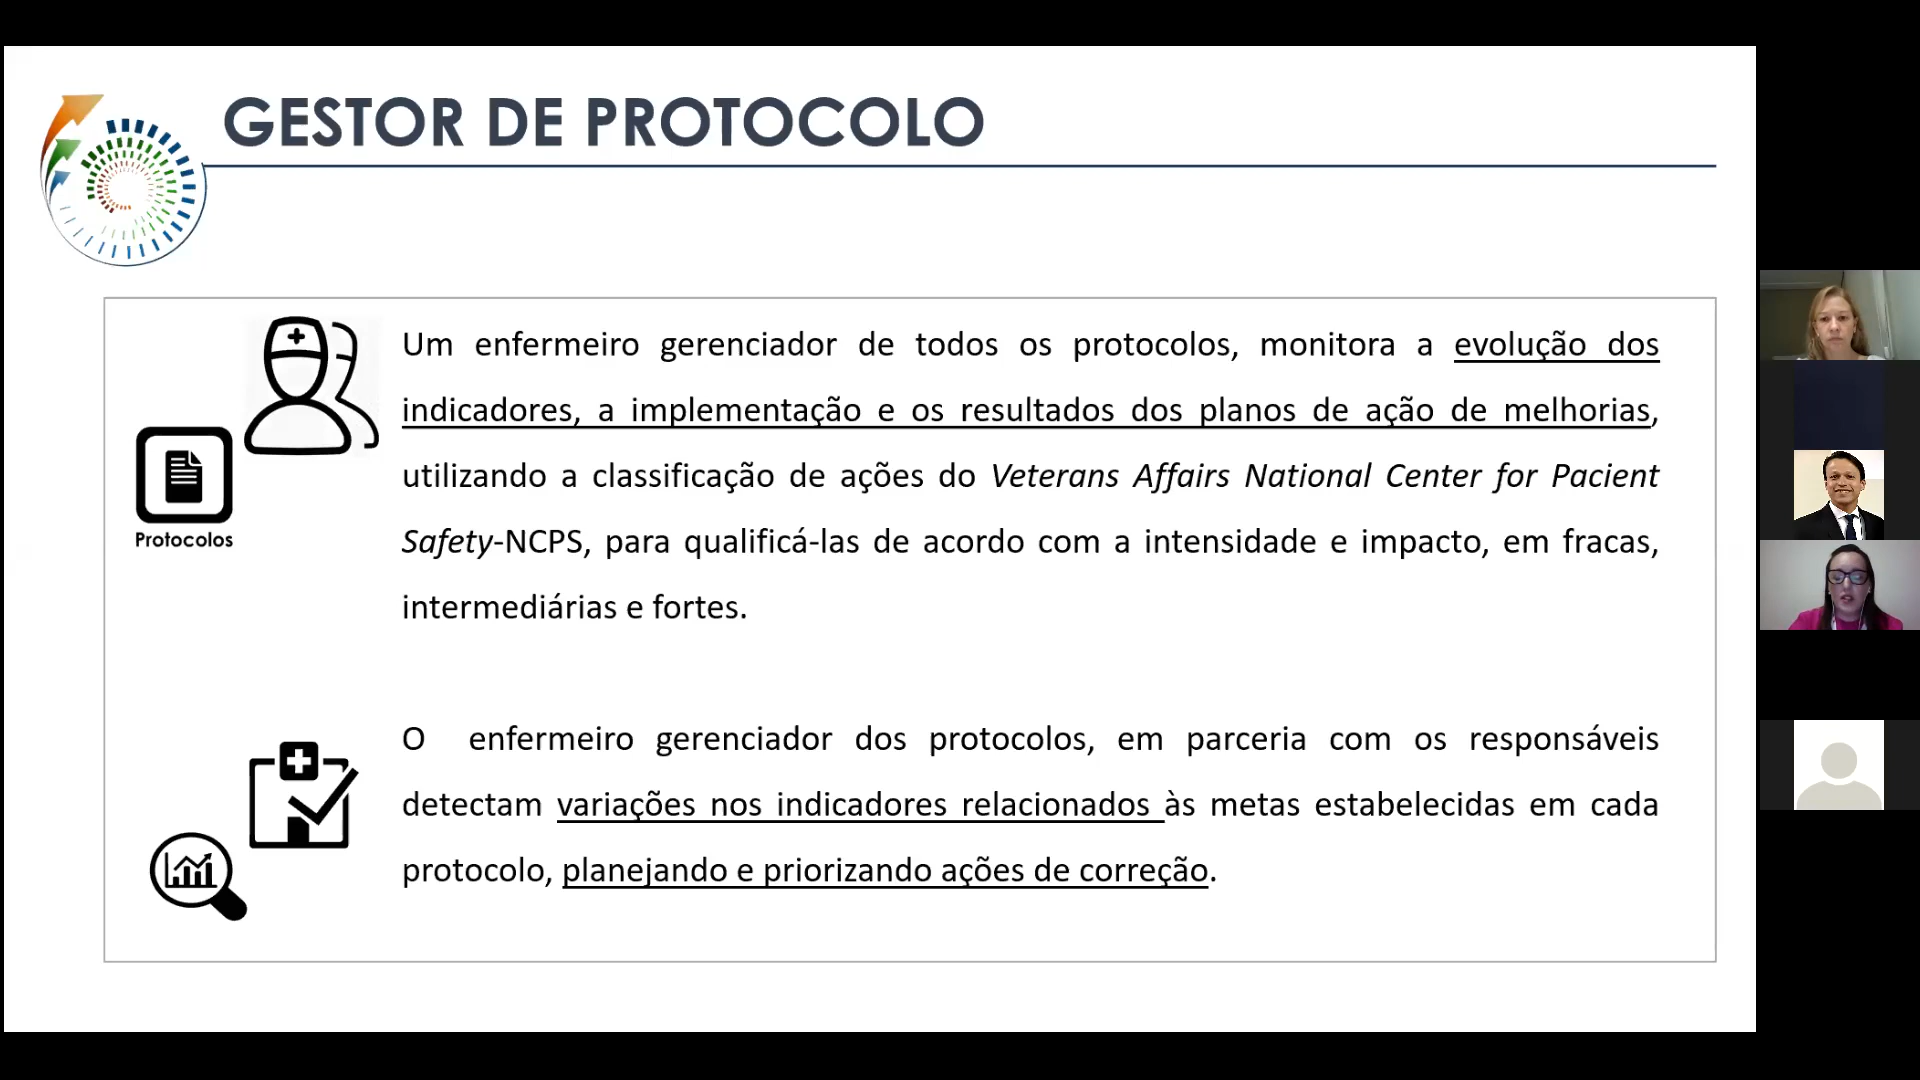 GESTOR DE PROTOCOLO
Um enfermeiro gerenciador de todos os protocolos, monitora a evolução dos
indicadores, a implementação e os resultados dos planos de ação de melhorias,
utilizando a classificação de ações do Veterans Affairs National Center for Pacient
Safety-NCPS, para qualificá-las de acordo com a intensidade e impacto, em fracas,
intermediárias e fortes.
Protocolos
O enfermeiro gerenciador dos protocolos, em parceria com os responsáveis
detectam variações nos indicadores relacionados às metas estabelecidas em cada
protocolo, planejando e priorizando ações de correção.